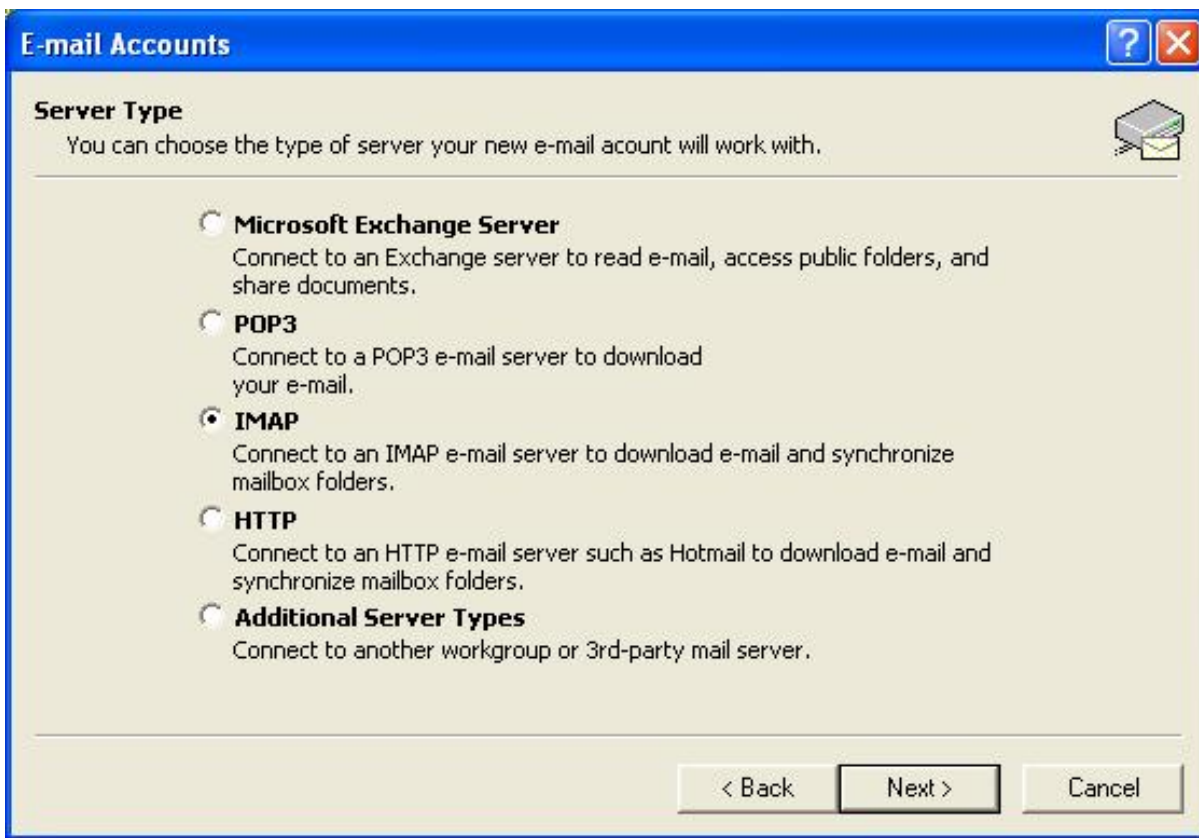 E-mail Accounts
Server Type
You can choose the type of server your new e-mail acount will work with.
Microsoft Exchange Server
Connect to an Exchange server to read e-mail, access public folders, and
share documents.
POP3
Connect to a POP3 e-mail server to download
your e-mail.
IMAP
Connect to an IMAP e-mail server to download e-mail and synchronize
mailbox folders.
HTTP
Connect to an HTTP e-mail server such as Hotmail to download e-mail and
synchronize mailbox folders.
Additional Server Types
Connect to another workgroup or 3rd-party mail server.
< Back Next > Cancel